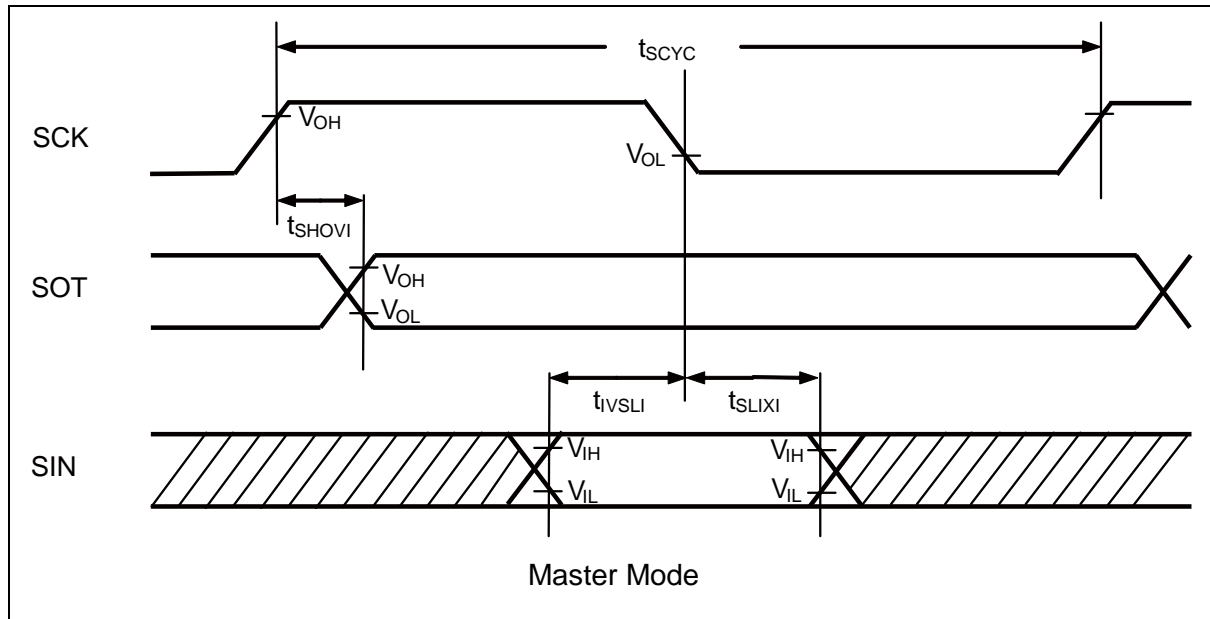 tSCYC
SCK
VOH
VOL
tSHOVI
SOT
VOH
VOL
tIVSLI
tSLIXI
SIN
VIH
VIH
VIL
VIL
Master Mode